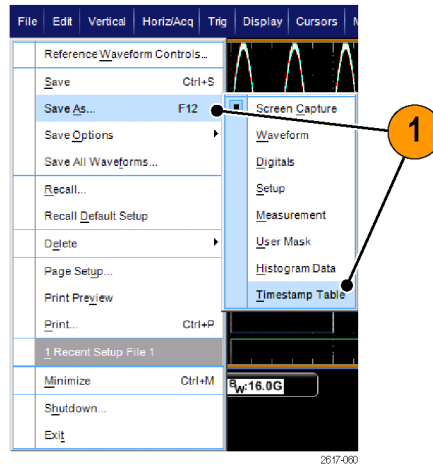 File Edit Vertical Horiz/Acq Trig Display Cursors
Reference Waveform Controls...
Save Ctrl+S
Save As... F12
Save Options
Save All Waveforms...
Recall...
Recall Default Setup
Delete
Page Setup...
Print Preview
Print... Ctrl+P
1 Recent Setup File 1
Minimize Ctrl+M
Shutdown...
Exit
Screen Capture
Waveform
Digitals
Setup
Measurement
User Mask
Histogram Data
Timestamp Table
1
BW:16.0G
2617-060